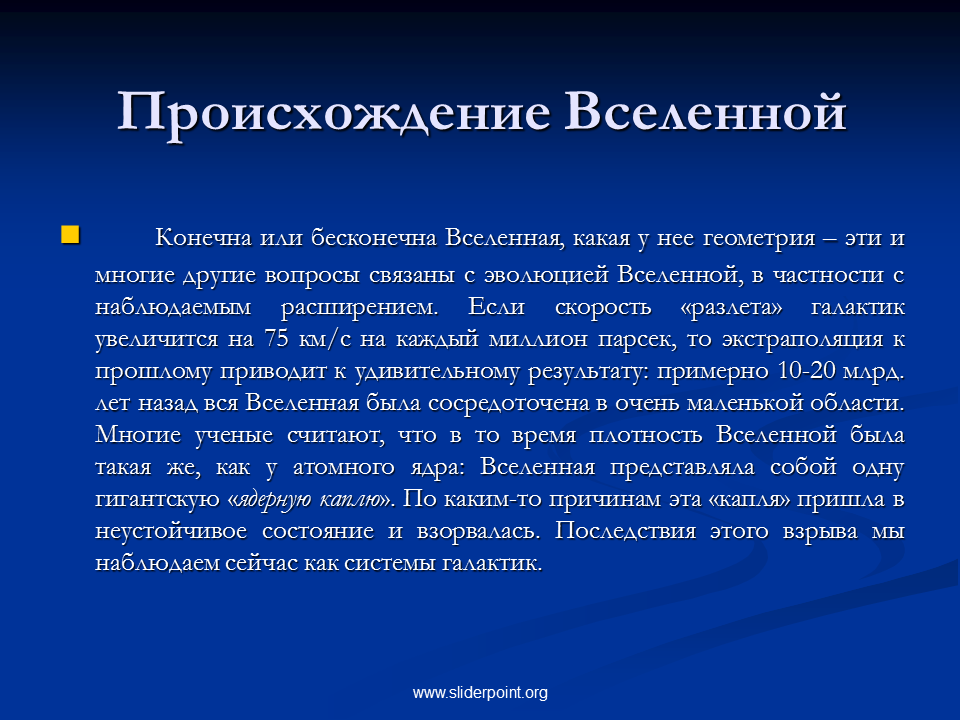 Происхождение Вселенной
Конечна или бесконечна Вселенная, какая у нее геометрия – эти и
многие другие вопросы связаны с эволюцией Вселенной, в частности с
наблюдаемым расширением. Если скорость «разлета» галактик
увеличится на 75 км/с на каждый миллион парсек, то экстраполяция к
прошлому приводит к удивительному результату: примерно 10-20 млрд.
лет назад вся Вселенная была сосредоточена в очень маленькой области.
Многие ученые считают, что в то время плотность Вселенной была
такая же, как у атомного ядра: Вселенная представляла собой одну
гигантскую «ядерную каплю». По каким-то причинам эта «капля» пришла в
неустойчивое состояние и взорвалась. Последствия этого взрыва мы
наблюдаем сейчас как системы галактик.
www.sliderpoint.org